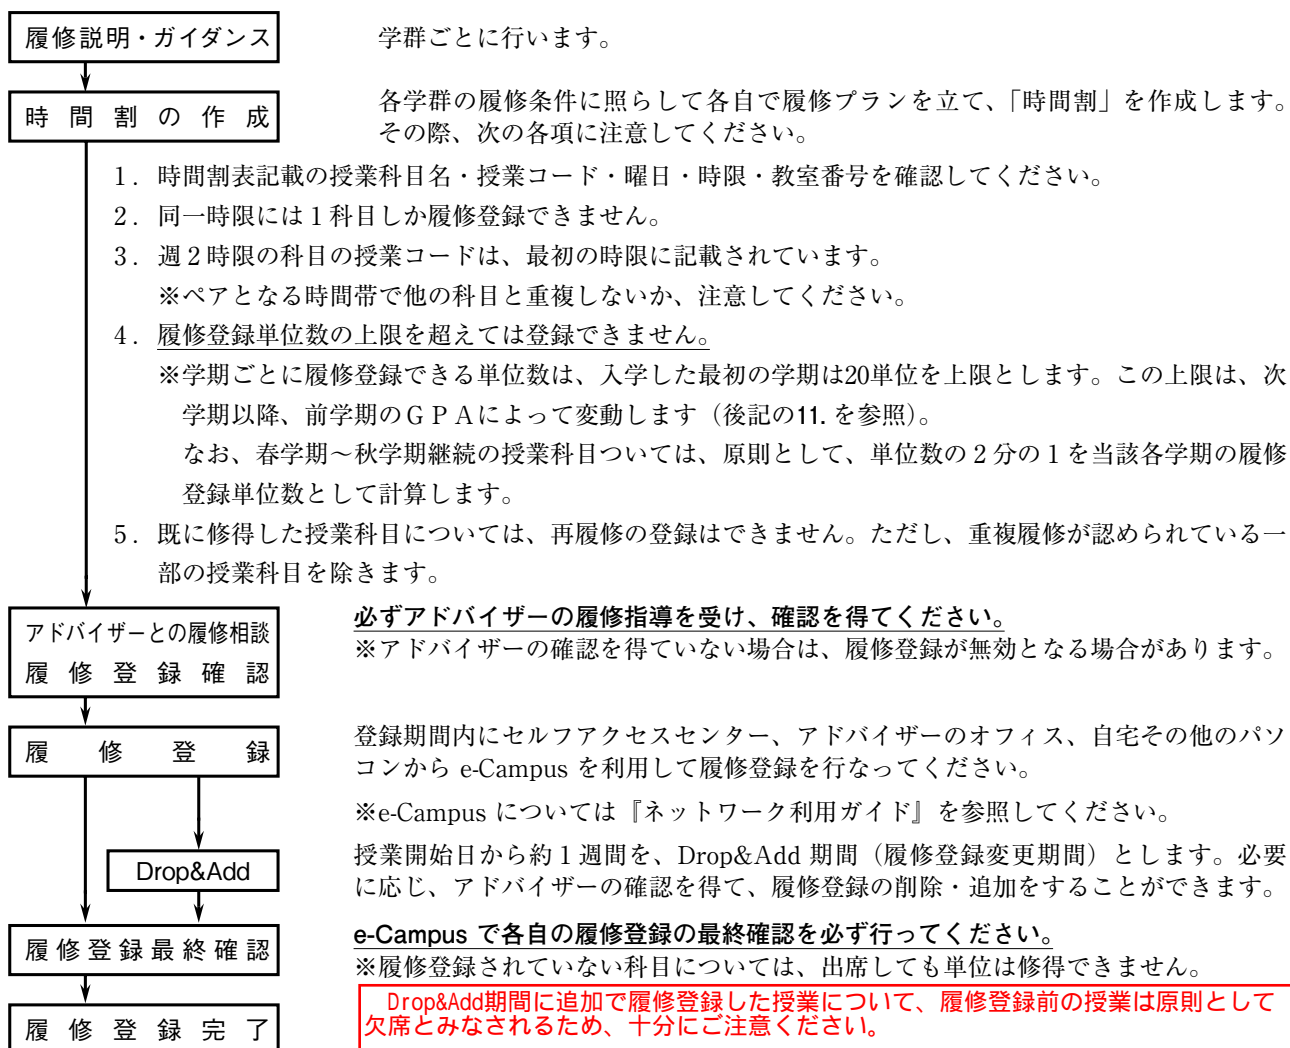 履修説明・ガイダンス
学群ごとに行います。
時間割の作成
各学群の履修条件に照らして各自で履修プランを立て、「時間割」を作成します。
その際、次の各項に注意してください。
1．時間割表記載の授業科目名・授業コード・曜日・時限・教室番号を確認してください。
2．同一時限には１科目しか履修登録できません。
3．週２時限の科目の授業コードは、最初の時限に記載されています。
※ペアとなる時間帯で他の科目と重複しないか、注意してください。
4．履修登録単位数の上限を超えては登録できません。
※学期ごとに履修登録できる単位数は、入学した最初の学期は20単位を上限とします。この上限は、次
学期以降、前学期のＧＰＡによって変動します（後記の11. を参照）。
なお、春学期～秋学期継続の授業科目ついては、原則として、単位数の２分の１を当該各学期の履修
登録単位数として計算します。
5．既に修得した授業科目については、再履修の登録はできません。ただし、重複履修が認められている一
部の授業科目を除きます。
アドバイザーとの履修相談
履修登録確認
必ずアドバイザーの履修指導を受け、確認を得てください。
※アドバイザーの確認を得ていない場合は、履修登録が無効となる場合があります。
履修登録
登録期間内にセルフアクセスセンター、アドバイザーのオフィス、自宅その他のパソ
コンから e-Campus を利用して履修登録を行なってください。
※e-Campus については『ネットワーク利用ガイド』を参照してください。
Drop&Add
授業開始日から約１週間を、Drop&Add 期間（履修登録変更期間）とします。必要
に応じ、アドバイザーの確認を得て、履修登録の削除・追加をすることができます。
履修登録最終確認
e-Campus で各自の履修登録の最終確認を必ず行ってください。
※履修登録されていない科目については、出席しても単位は修得できません。
履修登録完了
Drop&Add期間に追加で履修登録した授業について、履修登録前の授業は原則として
欠席とみなされるため、十分にご注意ください。